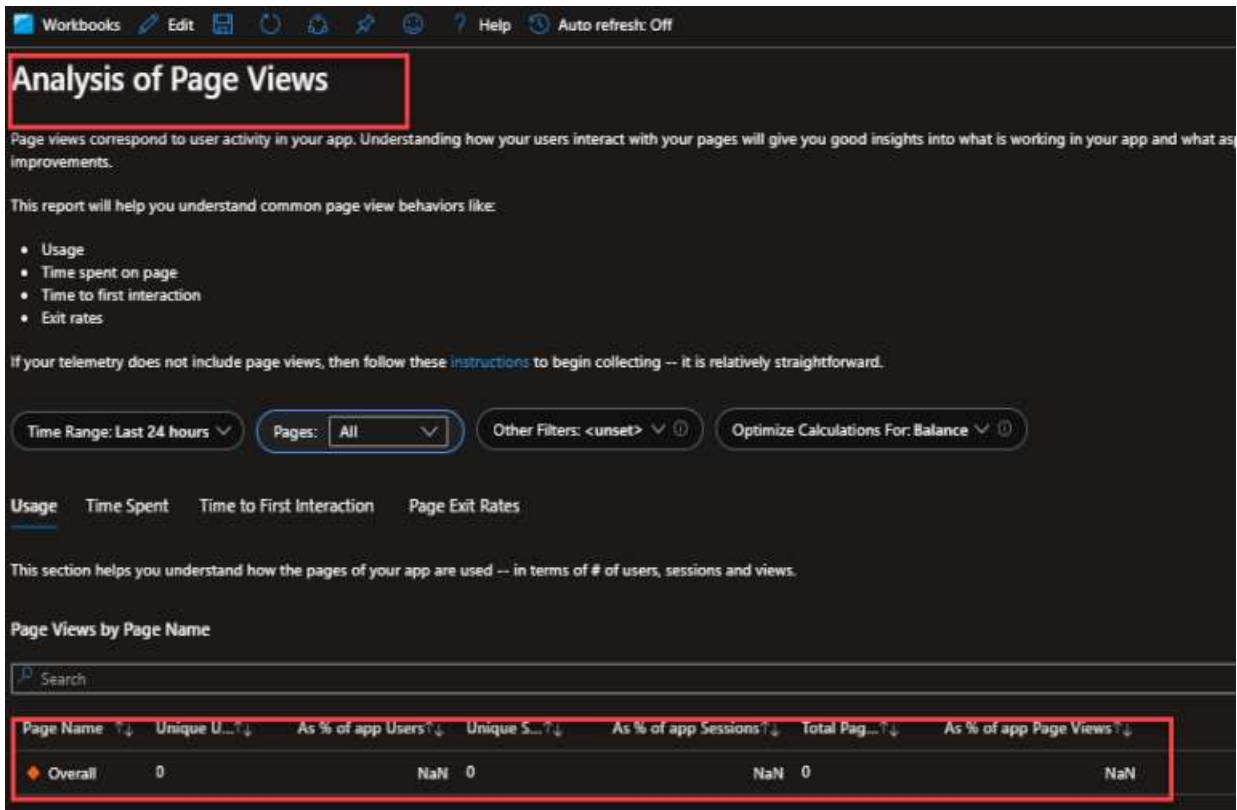 Workbooks Edit ? Help Auto refresh: Off
Analysis of Page Views
Page views correspond to user activity in your app. Understanding how your users interact with your pages will give you good insights into what is working in your app and what asp
improvements.
This report will help you understand common page view behaviors like:
• Usage
• Time spent on page
• Time to first interaction
• Exit rates
If your telemetry does not include page views, then follow these instructions to begin collecting -- it is relatively straightforward.
Time Range: Last 24 hours Pages: All Other Filters: <unset> Optimize Calculations For: Balance
Usage Time Spent Time to First Interaction Page Exit Rates
This section helps you understand how the pages of your app are used -- in terms of # of users, sessions and views.
Page Views by Page Name
Search
Page Name ↑↓ Unique U...↑↓ As % of app Users↑↓ Unique S...↑↓ As % of app Sessions↑↓ Total Pag...↑↓ As % of app Page Views↑↓
Overall 0 NaN 0 NaN 0 NaN